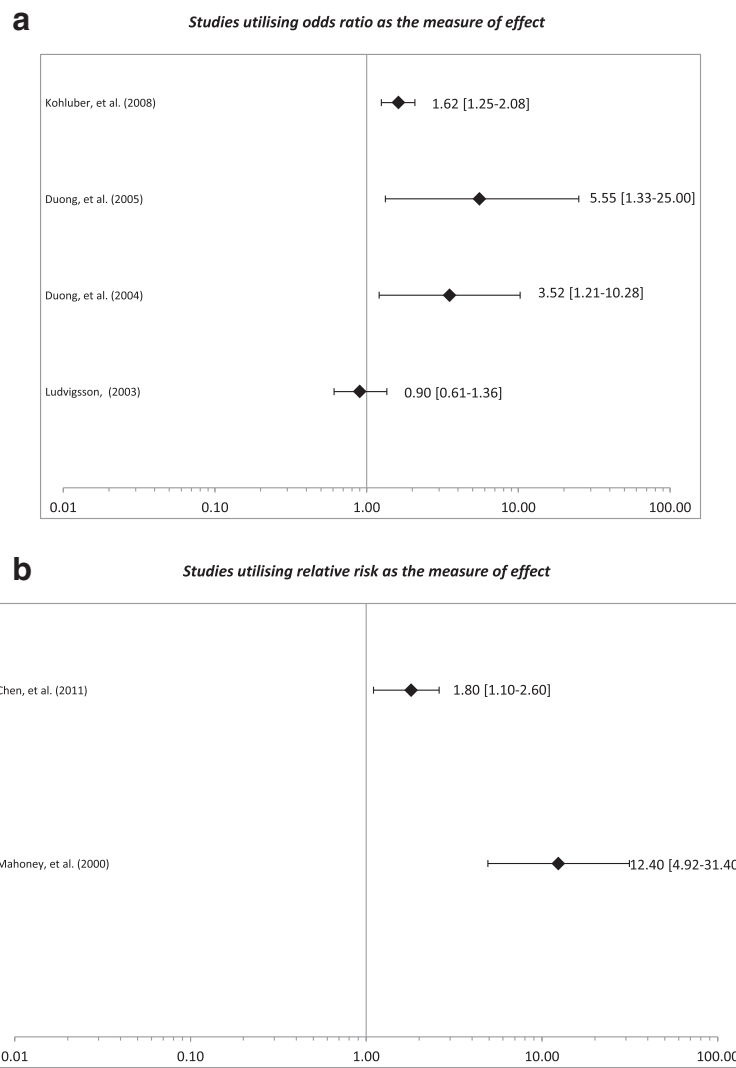 a
Studies utilising odds ratio as the measure of effect
Kohluber, et al. (2008)
1.62 [1.25-2.08]
Duong, et al. (2005)
5.55 [1.33-25.00]
Duong, et al. (2004)
3.52 [1.21-10.28]
Ludvigsson, (2003)
0.90 [0.61-1.36]
0.01 0.10 1.00 10.00 100.00
b
Studies utilising relative risk as the measure of effect
Chen, et al. (2011)
1.80 [1.10-2.60]
Mahoney, et al. (2000)
12.40 [4.92-31.40
0.01 0.10 1.00 10.00 100.00